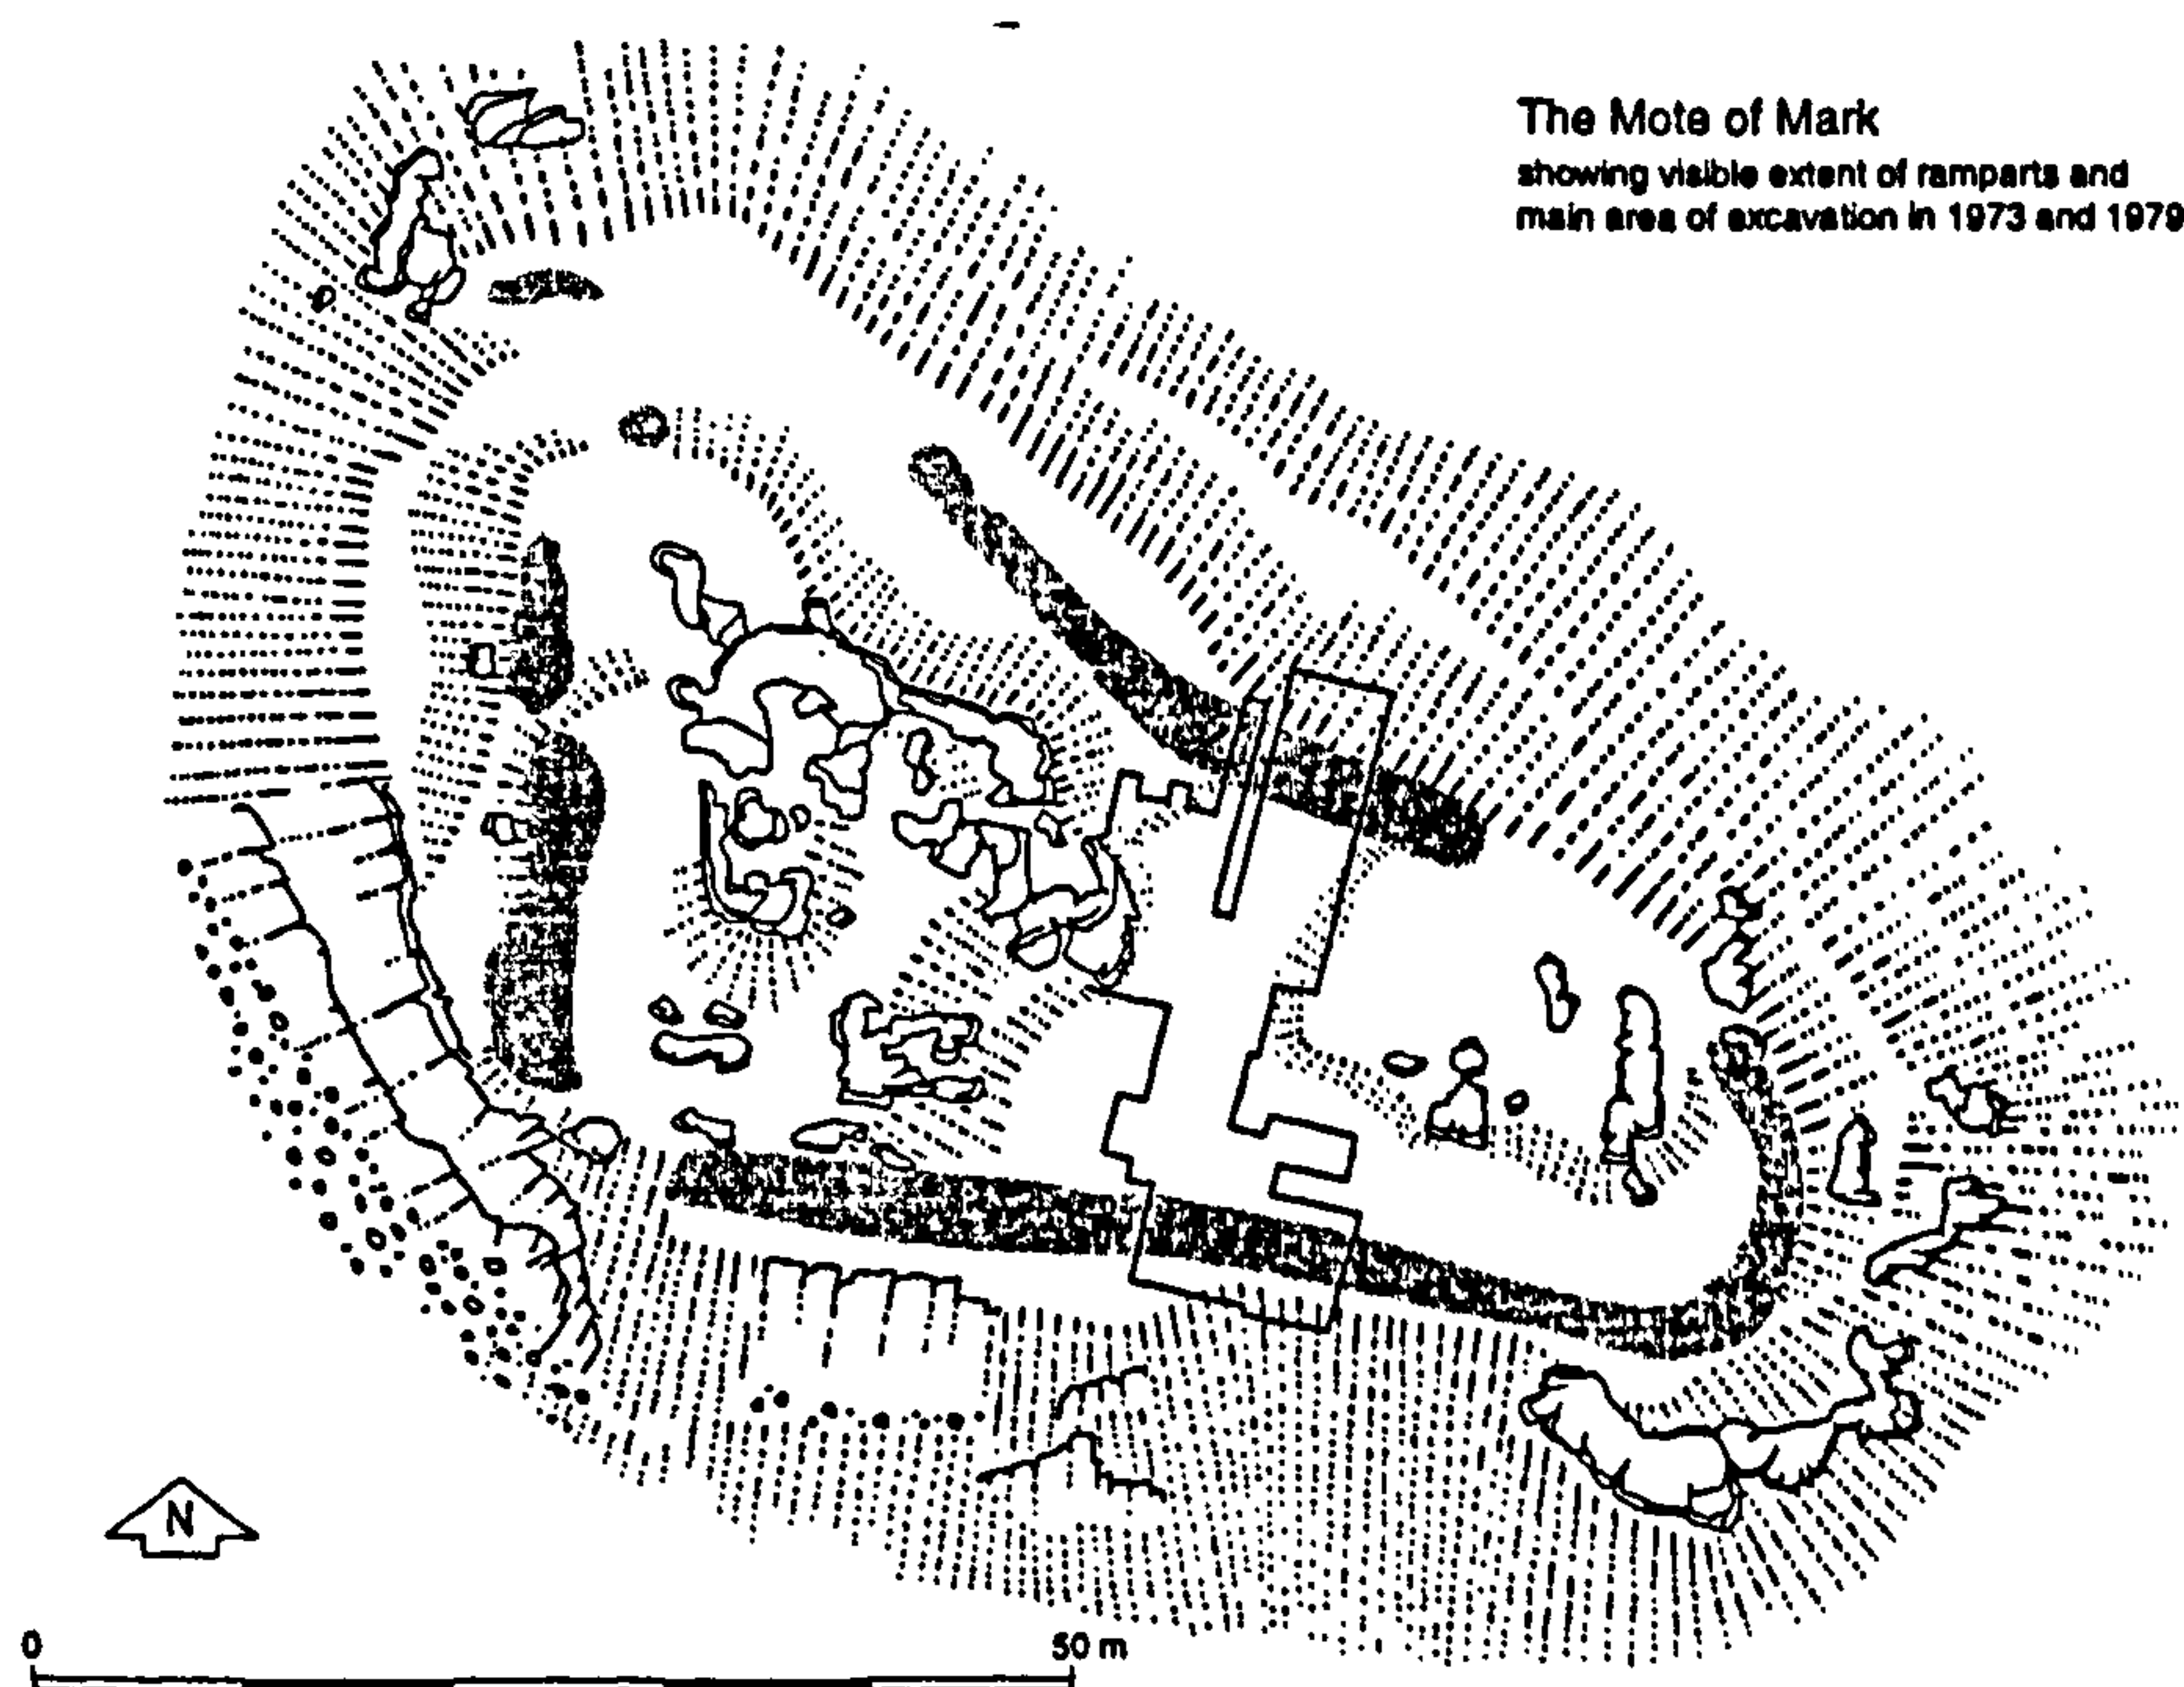 The Mote of Mark
showing visible extent of ramparts and
main area of excavation in 1973 and 1979
N
0 50 m